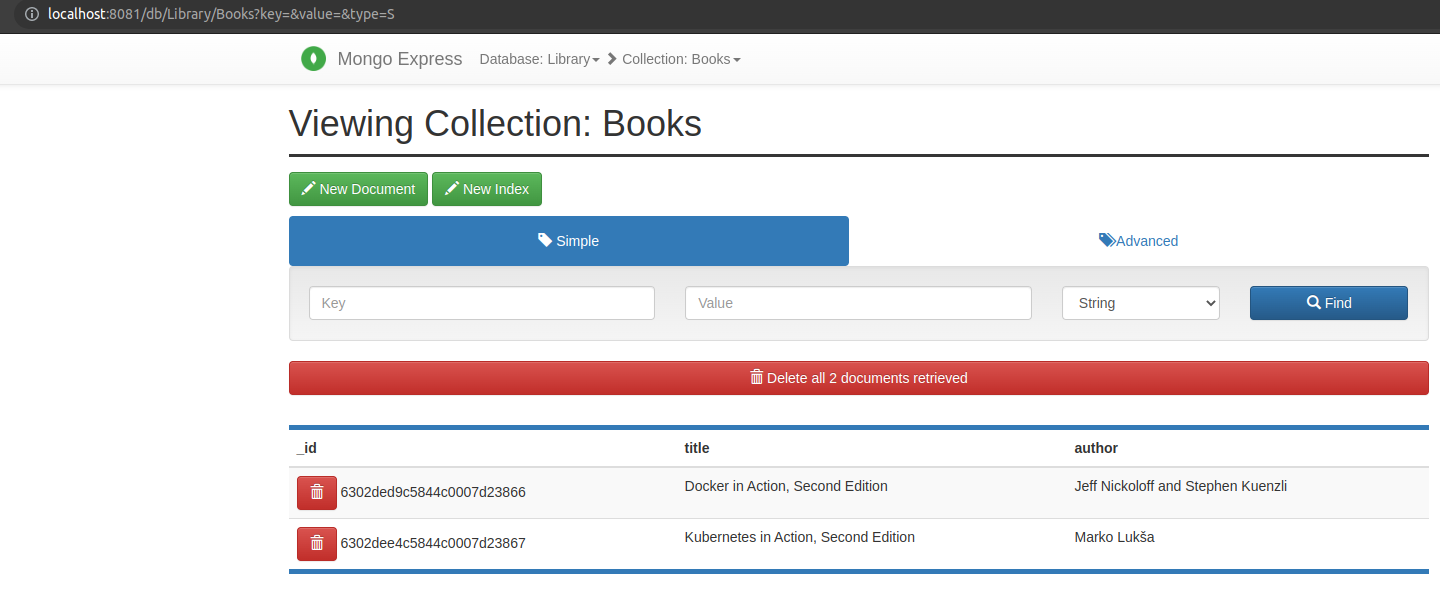 localhost:8081/db/Library/Books?key=&value=&type=S
Mongo Express Database: Library Collection: Books
Viewing Collection: Books
New Document New Index
Simple Advanced
Key Value String Find
Delete all 2 documents retrieved
_id title author
6302ded9c5844c0007d23866 Docker in Action, Second Edition Jeff Nickoloff and Stephen Kuenzli
6302dee4c5844c0007d23867 Kubernetes in Action, Second Edition Marko Lukša